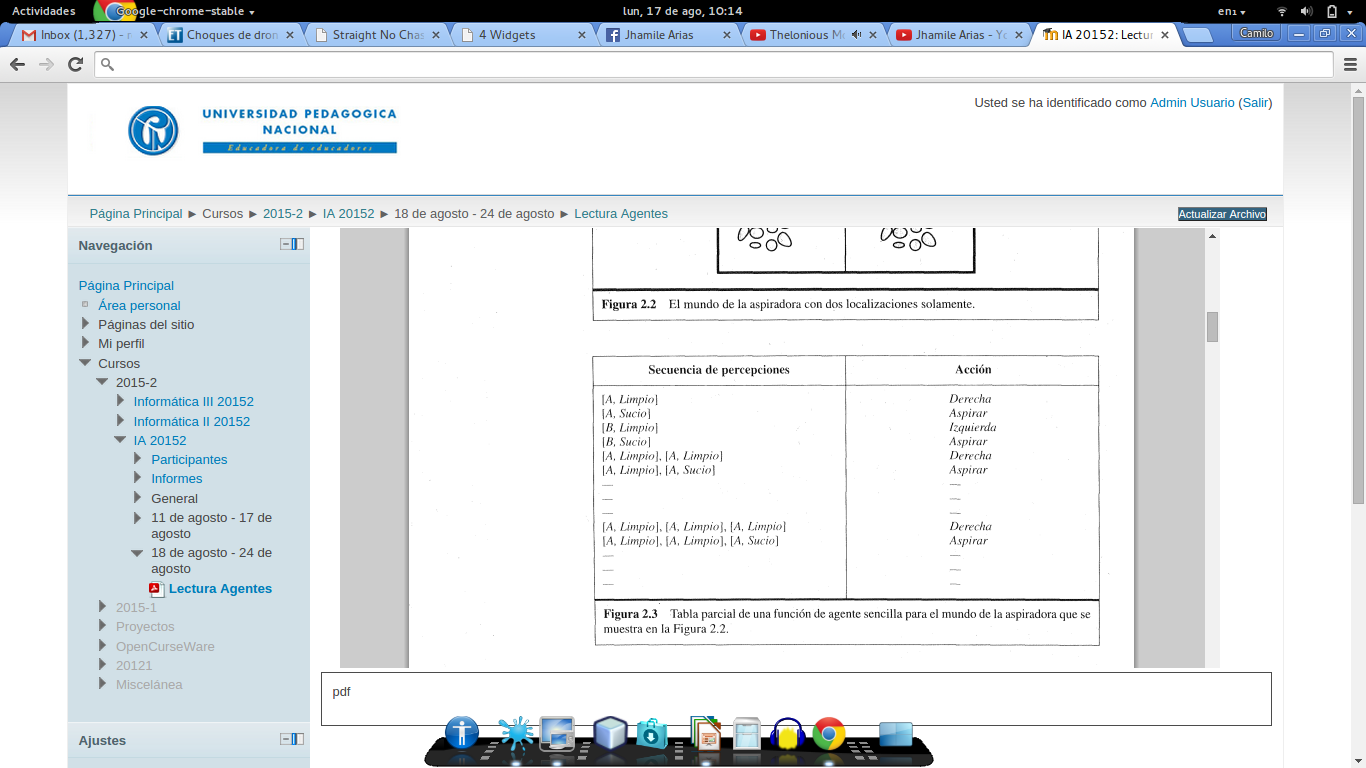 Actividades
Google-chrome-stable
lun, 17 de ago, 10:14
en₁
Inbox (1,327) - r
Choques de dron
Straight No Chas
4 Widgets
Jhamile Arias
Thelonious Mo
Jhamile Arias - Yo
IA 20152: Lectur
Camilo
UNIVERSIDAD PEDAGOGICA
NACIONAL
Educadora de educadores
Usted se ha identificado como Admin Usuario (Salir)
Página Principal ► Cursos ► 2015-2 ► IA 20152 ► 18 de agosto - 24 de agosto ► Lectura Agentes
Actualizar Archivo
Navegación
Página Principal
Área personal
Páginas del sitio
Mi perfil
Cursos
2015-2
Informática III 20152
Informática II 20152
IA 20152
Participantes
Informes
General
11 de agosto - 17 de
agosto
18 de agosto - 24 de
agosto
Lectura Agentes
2015-1
Proyectos
OpenCurseWare
20121
Miscelánea
Ajustes
Figura 2.2 El mundo de la aspiradora con dos localizaciones solamente.
Secuencia de percepciones Acción
[A, Limpio] Derecha
[A, Sucio] Aspirar
[B, Limpio] Izquierda
[B, Sucio] Aspirar
[A, Limpio], [A, Limpio] Derecha
[A, Limpio], [A, Sucio] Aspirar
— —
— —
— —
[A, Limpio], [A, Limpio], [A, Limpio] Derecha
[A, Limpio], [A, Limpio], [A, Sucio] Aspirar
— —
— —
— —
Figura 2.3 Tabla parcial de una función de agente sencilla para el mundo de la aspiradora que se
muestra en la Figura 2.2.
pdf